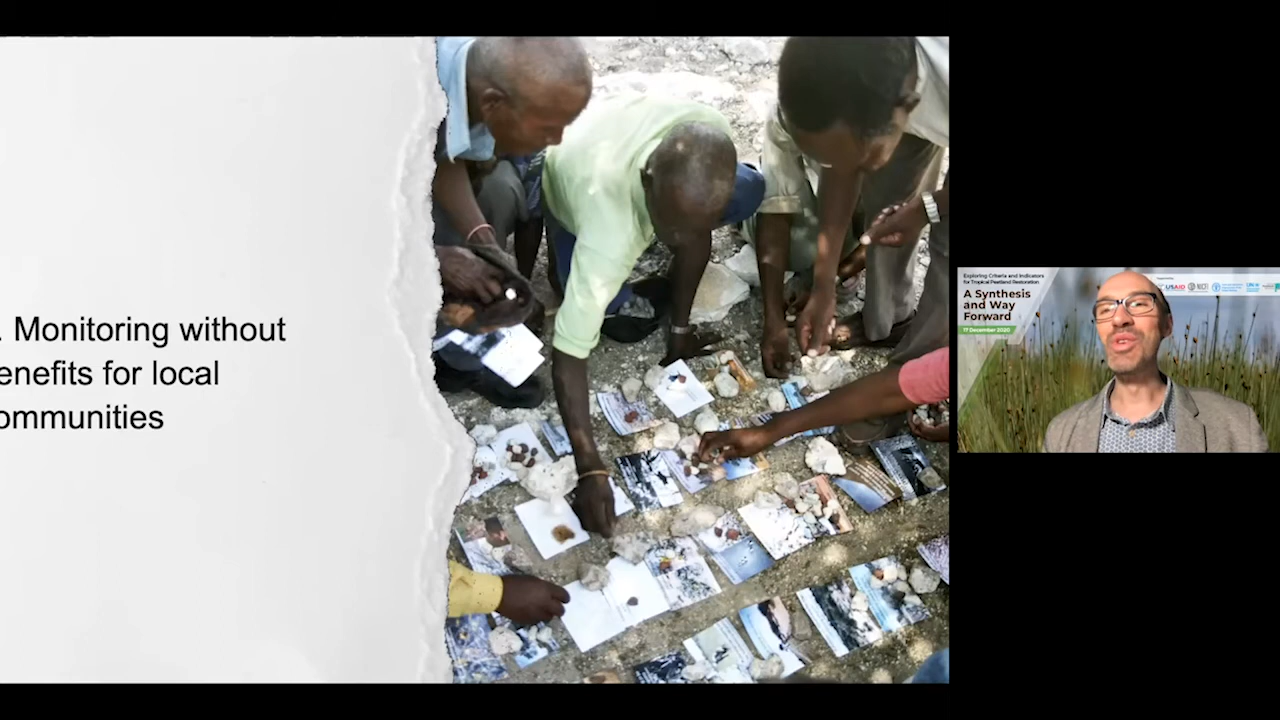 . Monitoring without
enefits for local
ommunities
Exploring Criteria and Indicators
for Tropical Peatland Restoration
A Synthesis
and Way
Forward
17 December 2020
USAID